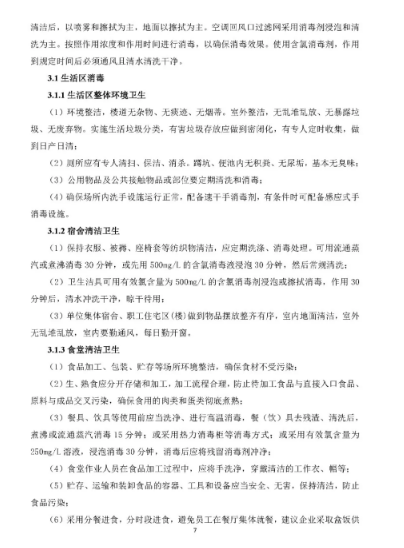 清洁后，以喷雾和擦拭为主，地面以擦拭为主。空调回风口过滤网采用消毒剂浸泡和清
洗为主。按照作用浓度和作用时间进行消毒，以确保消毒效果。使用含氯消毒剂，作用
到规定时间后必须通风且清水清洗干净。
3.1 生活区消毒
3.1.1 生活区整体环境卫生
（1）环境整洁，楼道无杂物、无痰迹、无烟蒂。室外整洁，无乱堆乱放、无暴露垃
圾、无废弃物。实施生活垃圾分类，有害垃圾存放应做到密闭化，有专人定时收集，做
到日产日清；
（2）厕所应有专人清扫、保洁、消杀。蹲坑、便池内无积粪、无尿垢，基本无臭味；
（3）公用物品及公共接触物品或部位要定期清洗和消毒；
（4）确保场所内洗手设施运行正常，配备速干手消毒剂，有条件时可配备感应式手
消毒设施。
3.1.2 宿舍清洁卫生
（1）保持衣服、被褥、座椅套等纺织物清洁，应定期洗涤、消毒处理。可用流通蒸
汽或煮沸消毒 30 分钟，或先用 500mg/L 的含氯消毒液浸泡 30 分钟，然后常规清洗；
（2）卫生洁具可用有效氯含量为 500mg/L 的含氯消毒剂浸泡或擦拭消毒，作用 30
分钟后，清水冲洗干净，晾干待用；
（3）单位集体宿舍、职工住宅区(楼)做到物品摆放整齐有序，室内地面清洁，室外
无乱堆乱放，室内要勤通风，每日勤开窗。
3.1.3 食堂清洁卫生
（1）食品加工、包装、贮存等场所环境整洁，确保食材不受污染；
（2）生、熟食应分开存储和加工，加工流程合理，防止待加工食品与直接入口食品、
原料与成品交叉污染，确保食用的肉类和蛋类彻底煮熟；
（3）餐具、饮具等使用前应当洗净、进行高温消毒，餐（饮）具去残渣、清洗后，
煮沸或流通蒸汽消毒 15 分钟；或采用热力消毒柜等消毒方式；或采用有效氯含量为
250mg/L 溶液，浸泡消毒 30 分钟，消毒后应将残留消毒剂冲净；
（4）食堂作业人员在食品加工过程中，应将手洗净，穿戴清洁的工作衣、帽等；
（5）贮存、运输和装卸食品的容器、工具和设备应当安全、无害，保持清洁，防止
食品污染；
（6）采用分餐进食，分时段进食，避免员工在餐厅集体就餐，建议企业采取盒饭供
7